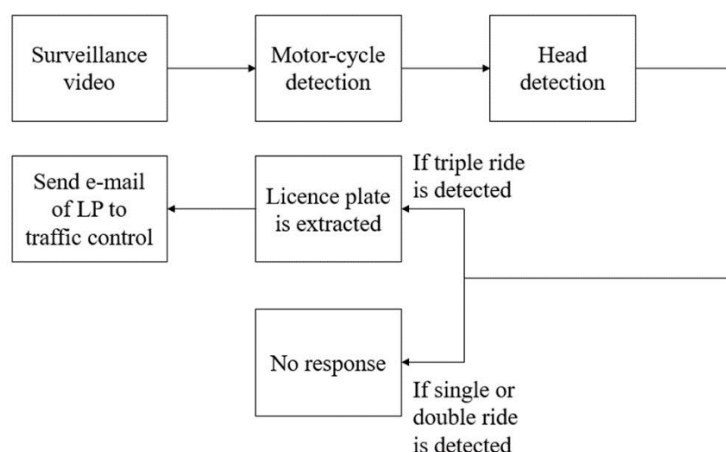 Surveillance
video
Motor-cycle
detection
Head
detection
Send e-mail
of LP to
traffic control
Licence plate
is extracted
If triple ride
is detected
No response
If single or
double ride
is detected